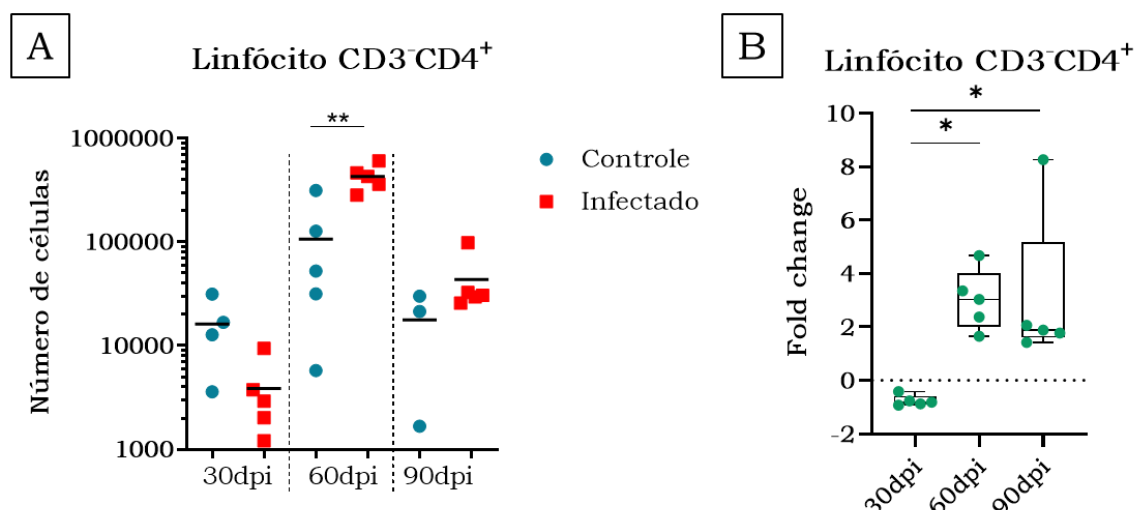 A
Linfócito CD3⁻CD4⁺
**
1000000
100000
10000
1000
Número de células
30dpi
60dpi
90dpi
Controle
Infectado
B
Linfócito CD3⁻CD4⁺
*
*
10
8
6
4
2
0
-2
Fold change
30dpi
60dpi
90dpi